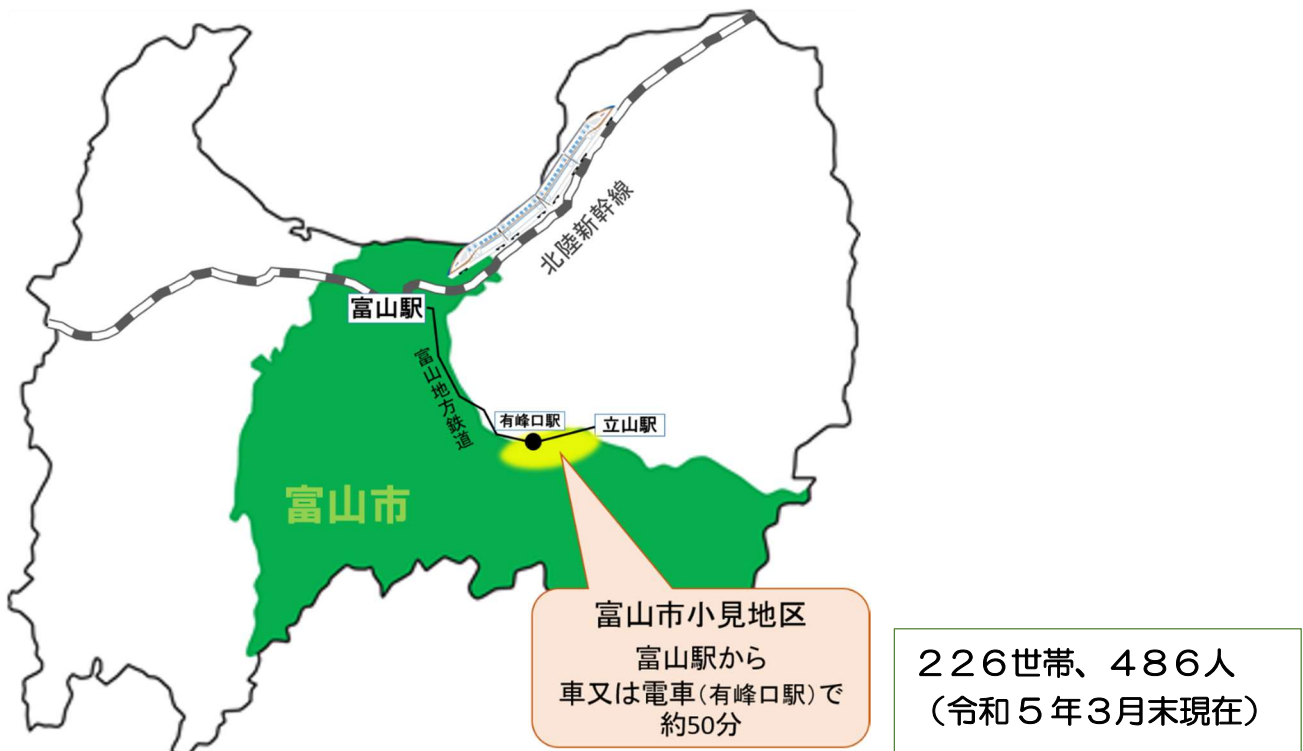 北陸新幹線
富山駅
富山地方鉄道
有峰口駅
立山駅
富山市
富山市小見地区
富山駅から
車又は電車(有峰口駅)で
約50分
226世帯、486人
(令和5年3月末現在)